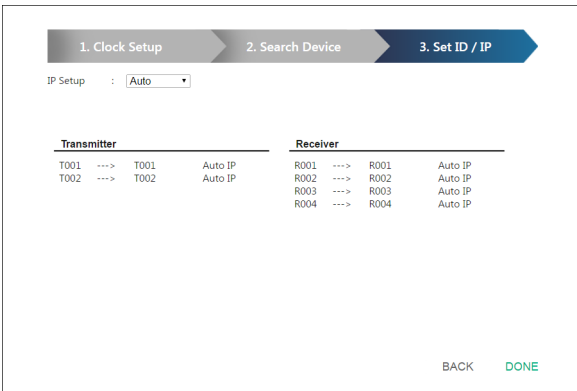 1. Clock Setup 2. Search Device 3. Set ID / IP
IP Setup : Auto
Transmitter Receiver
T001 ---> T001 Auto IP R001 ---> R001 Auto IP
T002 ---> T002 Auto IP R002 ---> R002 Auto IP
R003 ---> R003 Auto IP
R004 ---> R004 Auto IP
BACK DONE